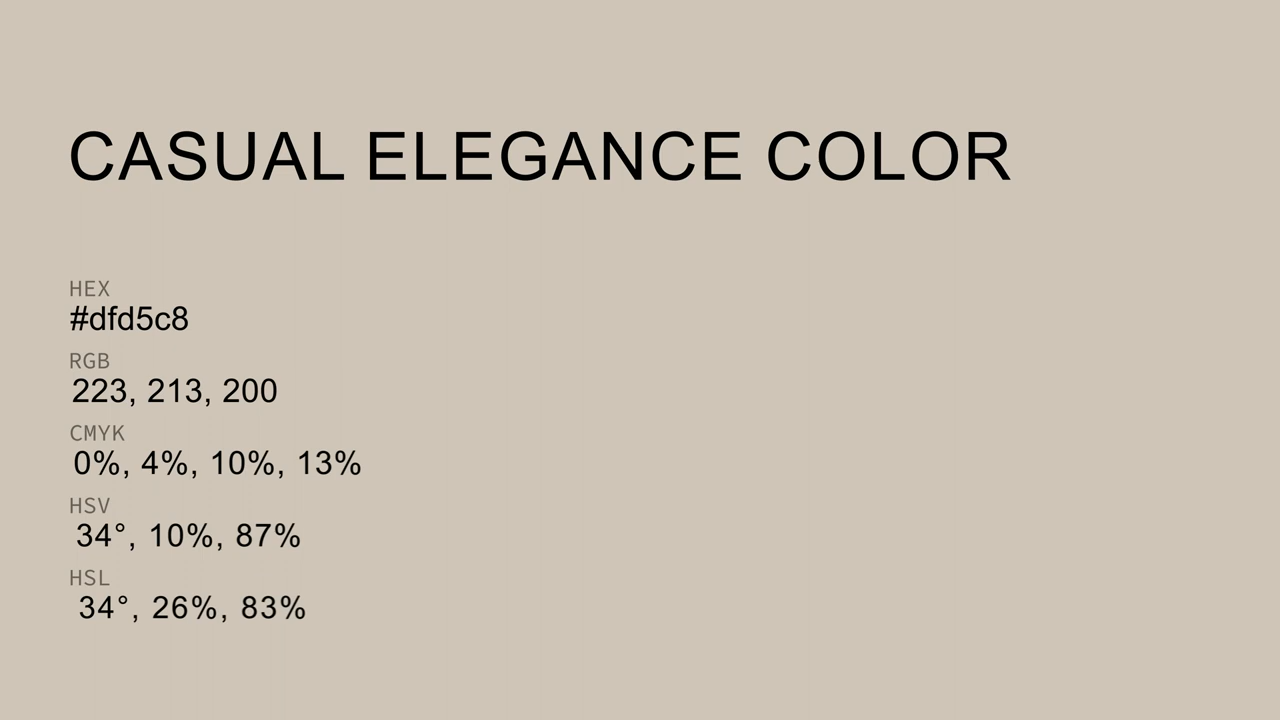 CASUAL ELEGANCE COLOR
HEX
#dfd5c8
RGB
223, 213, 200
CMYK
0%, 4%, 10%, 13%
HSV
34°, 10%, 87%
HSL
34°, 26%, 83%